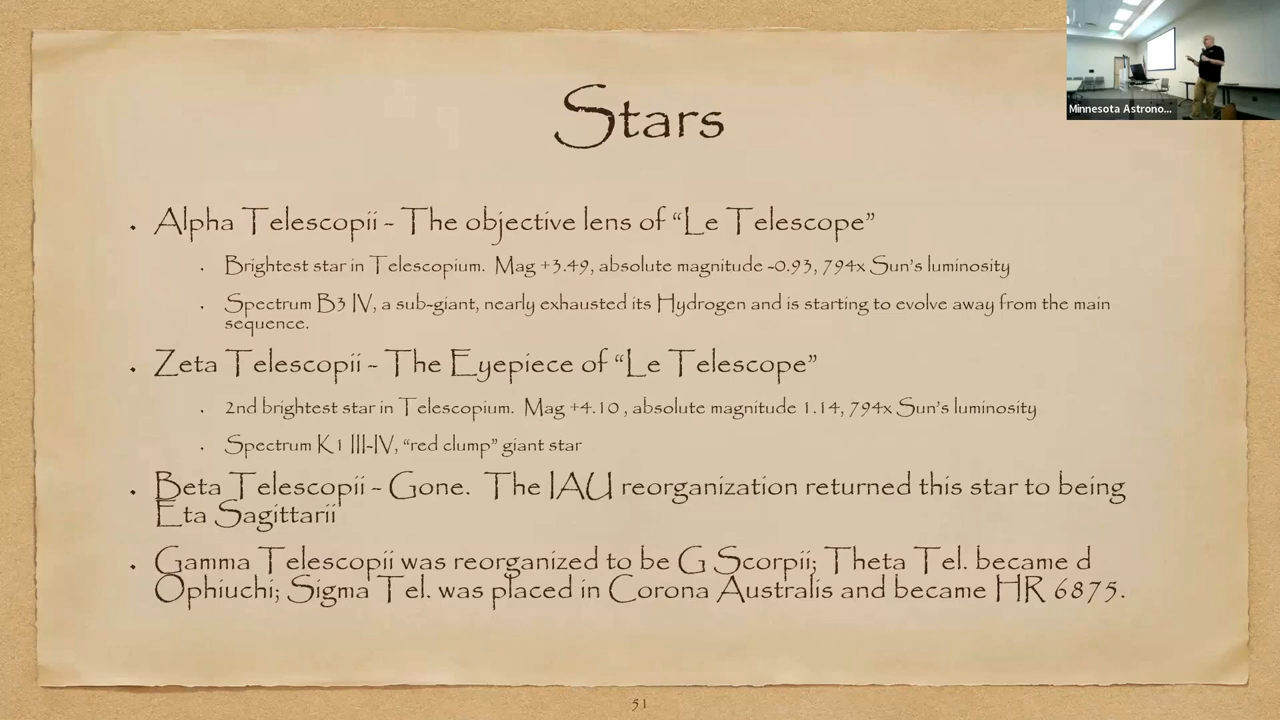 Minnesota Astrono...
Stars
• Alpha Telescopii - The objective lens of “Le Telescope”
• Brightest star in Telescopium. Mag +3.49, absolute magnitude -0.93, 794x Sun’s luminosity
• Spectrum B3 IV, a sub-giant, nearly exhausted its Hydrogen and is starting to evolve away from the main
sequence.
• Zeta Telescopii - The Eyepiece of “Le Telescope”
• 2nd brightest star in Telescopium. Mag +4.10 , absolute magnitude 1.14, 794x Sun’s luminosity
• Spectrum K1 III-IV, “red clump” giant star
• Beta Telescopii - Gone. The IAU reorganization returned this star to being
Eta Sagittarii
• Gamma Telescopii was reorganized to be G Scorpii; Theta Tel. became d
Ophiuchi; Sigma Tel. was placed in Corona Australis and became HR 6875.
51